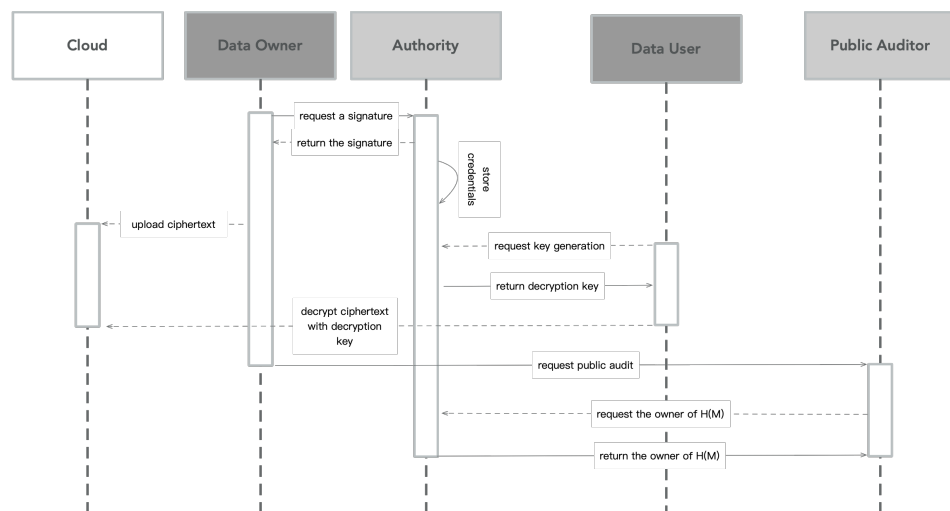 Cloud
Data Owner
Authority
Data User
Public Auditor
request a signature
return the signature
store
credentials
upload ciphertext
request key generation
return decryption key
decrypt ciphertext
with decryption
key
request public audit
request the owner of H(M)
return the owner of H(M)